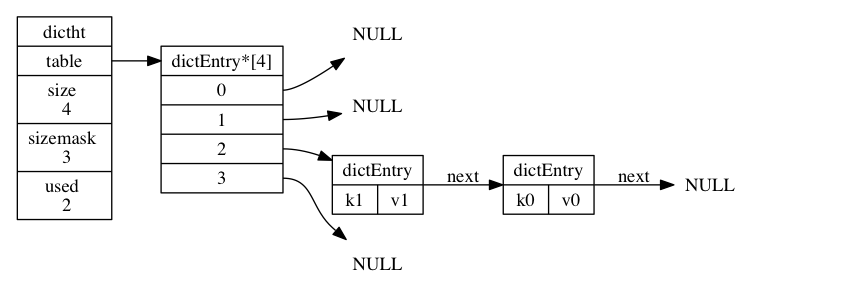 dictht
table
size
4
sizemask
3
used
2
dictEntry*[4]
0
1
2
3
NULL
NULL
dictEntry
k1 v1
next
dictEntry
k0 v0
next
NULL
NULL